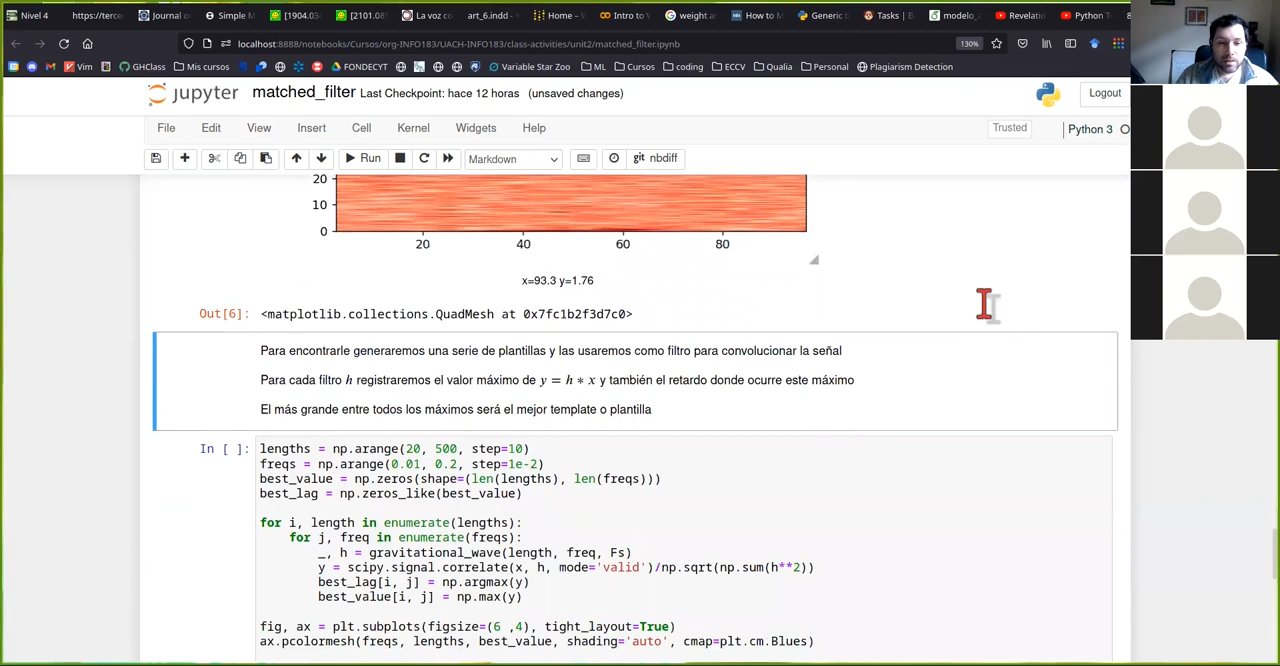 Nivel 4
https://tercer
Journal o
Simple M
[1904.03
[2101.08
La voz co
art_6.indd -
Home –
Intro to V
weight ar
How to M
Generic t
Tasks | B
modelo_
Revelatio
Python T
localhost:8888/notebooks/Cursos/org-INFO183/UACH-INFO183/class-activities/unit2/matched_filter.ipynb
130%
Vim
GHClass
Mis cursos
FONDECYT
Variable Star Zoo
ML
Cursos
coding
ECCV
Qualia
Personal
Plagiarism Detection
jupyter matched_filter Last Checkpoint: hace 12 horas (unsaved changes)
Logout
File Edit View Insert Cell Kernel Widgets Help
Trusted
Python 3
Run
Markdown
git nbdiff
20
10
0
20 40 60 80
x=93.3 y=1.76
Out[6]: <matplotlib.collections.QuadMesh at 0x7fc1b2f3d7c0>
Para encontrarle generaremos una serie de plantillas y las usaremos como filtro para convolucionar la señal
Para cada filtro h registraremos el valor máximo de y = h * x y también el retardo donde ocurre este máximo
El más grande entre todos los máximos será el mejor template o plantilla
In [ ]: lengths = np.arange(20, 500, step=10)
freqs = np.arange(0.01, 0.2, step=1e-2)
best_value = np.zeros(shape=(len(lengths), len(freqs)))
best_lag = np.zeros_like(best_value)
for i, length in enumerate(lengths):
for j, freq in enumerate(freqs):
_, h = gravitational_wave(length, freq, Fs)
y = scipy.signal.correlate(x, h, mode='valid')/np.sqrt(np.sum(h**2))
best_lag[i, j] = np.argmax(y)
best_value[i, j] = np.max(y)
fig, ax = plt.subplots(figsize=(6 ,4), tight_layout=True)
ax.pcolormesh(freqs, lengths, best_value, shading='auto', cmap=plt.cm.Blues)